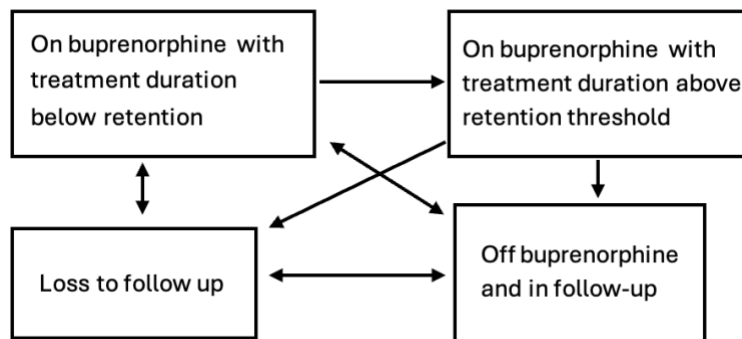 On buprenorphine with
treatment duration
below retention
On buprenorphine with
treatment duration above
retention threshold
Loss to follow up
Off buprenorphine
and in follow-up